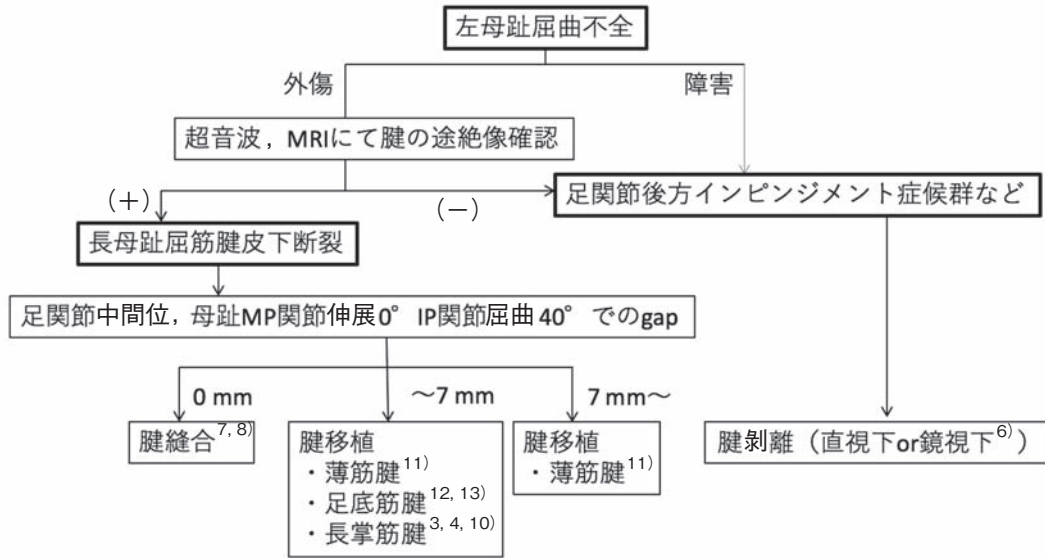 左母趾屈曲不全
外傷
障害
超音波，MRIにて腱の途絶像確認
(+)
(−)
足関節後方インピンジメント症候群など
長母趾屈筋腱皮下断裂
足関節中間位，母趾MP関節伸展0° IP関節屈曲40° でのgap
0 mm
〜7 mm
7 mm〜
腱縫合7, 8)
腱移植
・薄筋腱11)
・足底筋腱12, 13)
・長掌筋腱3, 4, 10)
腱移植
・薄筋腱11)
腱剝離（直視下or鏡視下6)）